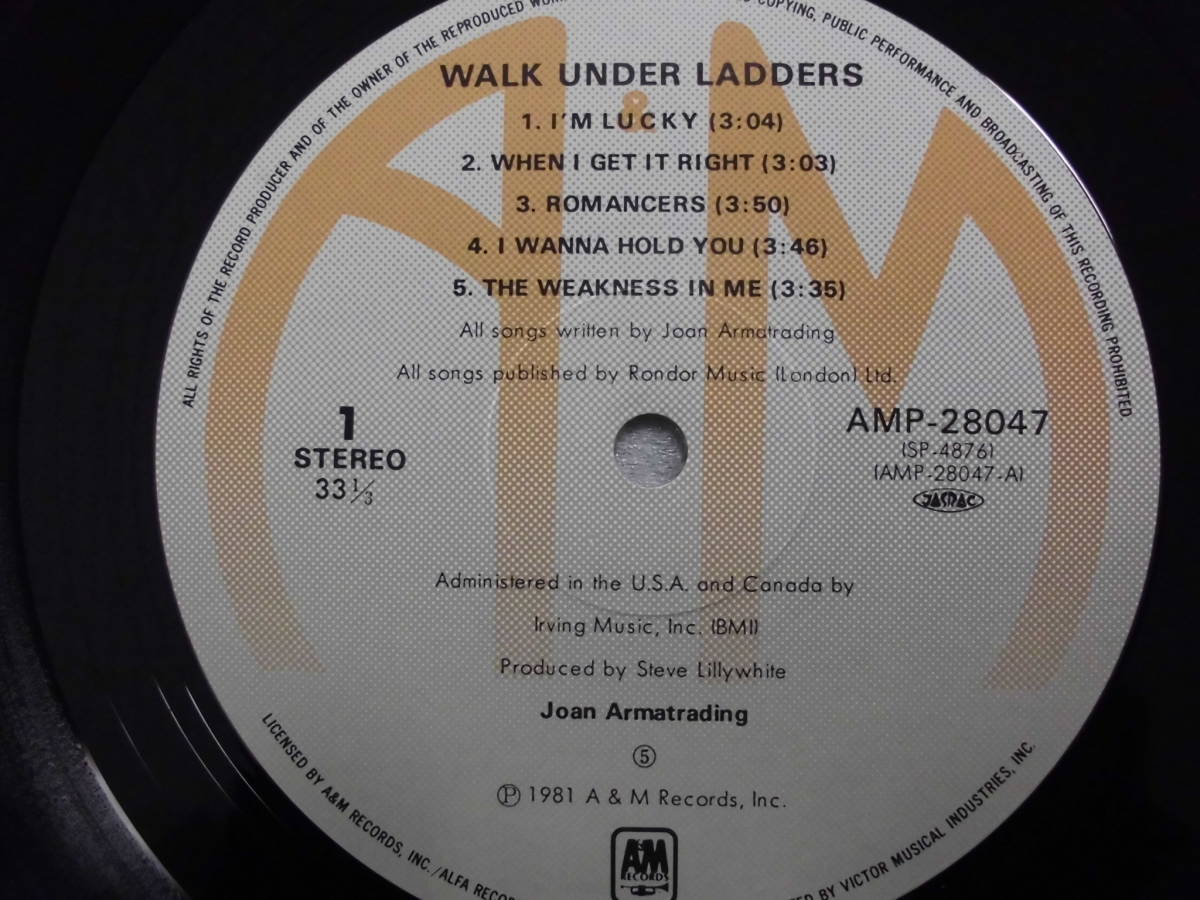 WALK UNDER LADDERS
1. I'M LUCKY (3:04)
2. WHEN I GET IT RIGHT (3:03)
3. ROMANCERS (3:50)
4. I WANNA HOLD YOU (3:46)
5. THE WEAKNESS IN ME (3:35)
All songs written by Joan Armatrading
All songs published by Rondor Music (London) Ltd.
1
STEREO
33 1/3
AMP-28047
(SP-4876)
(AMP-28047-A)
JASRAC
Administered in the U.S.A. and Canada by
Irving Music, Inc. (BMI)
Produced by Steve Lillywhite
Joan Armatrading
⑤
Ⓟ 1981 A & M Records, Inc.
A&M
RECORDS
ALL RIGHTS OF THE RECORD PRODUCER AND OF THE OWNER OF THE REPRODUCED
COPYING, PUBLIC PERFORMANCE AND BROADCASTING OF THIS RECORDING PROHIBITED
LICENSED BY A&M RECORDS, INC./ALFA
BY VICTOR MUSICAL INDUSTRIES, INC.
A&M